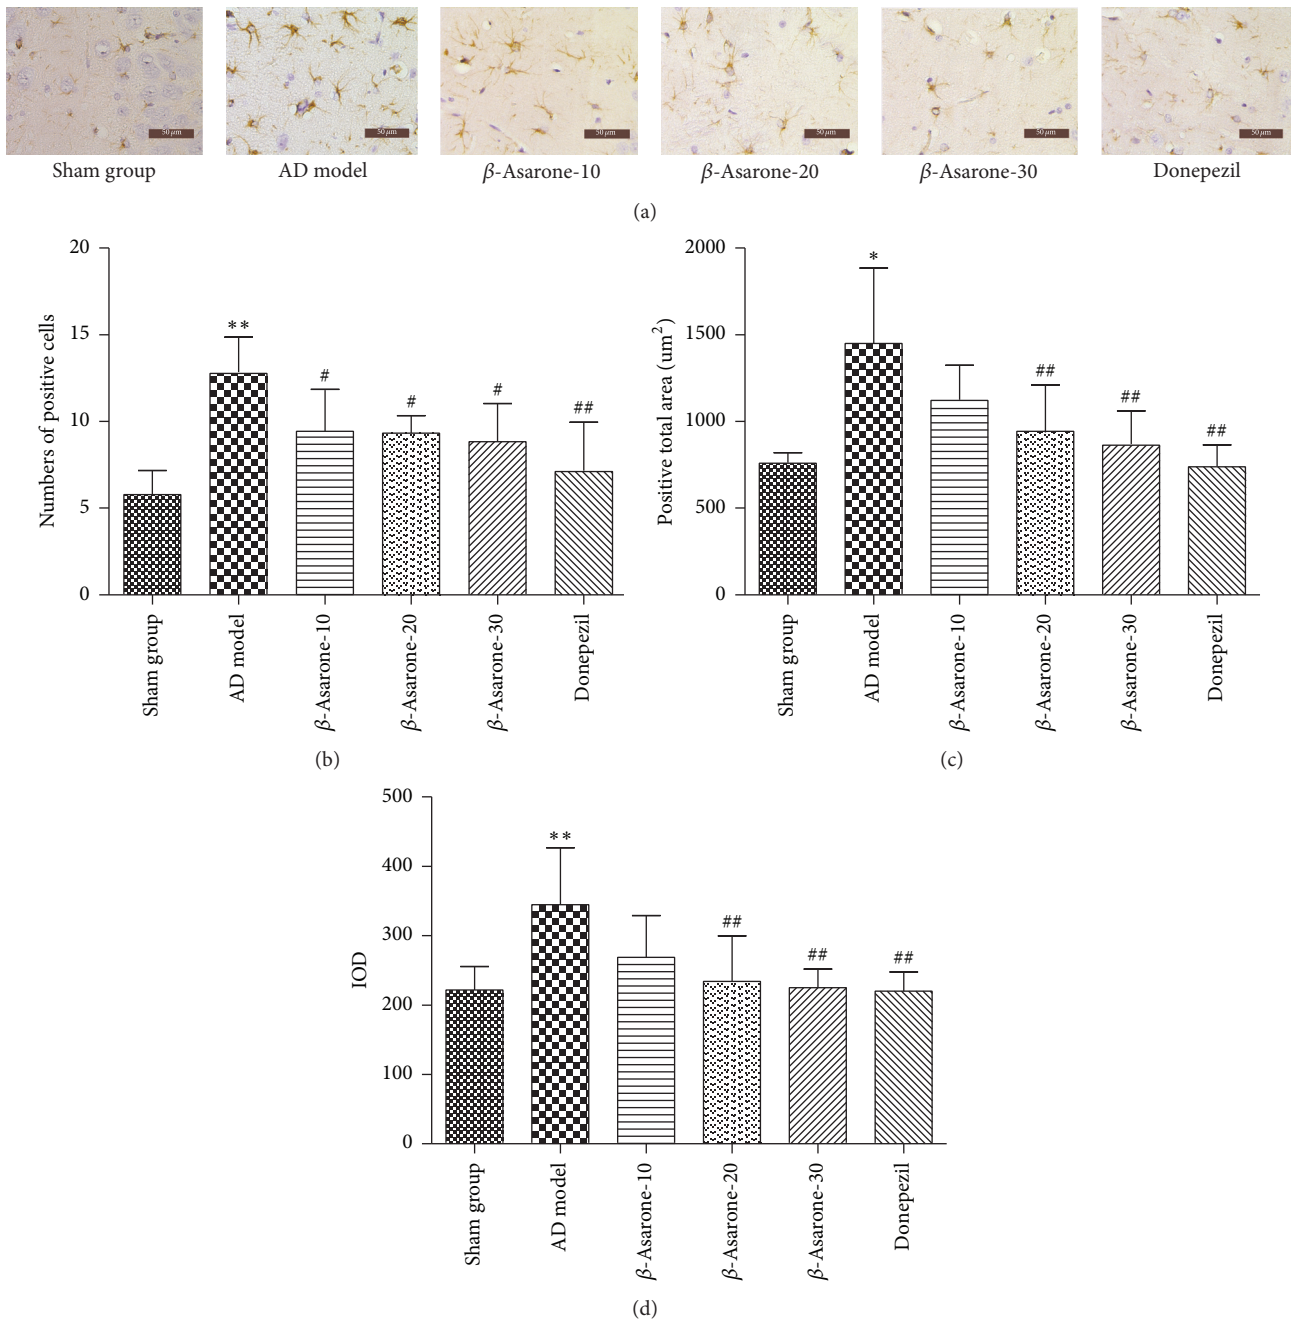 50 µm
50 µm
50 µm
50 µm
50 µm
50 µm
Sham group
AD model
β-Asarone-10
β-Asarone-20
β-Asarone-30
Donepezil
(a)
Numbers of positive cells
20
15
10
5
0
**
#
#
#
##
Sham group
AD model
β-Asarone-10
β-Asarone-20
β-Asarone-30
Donepezil
(b)
Positive total area (um²)
2000
1500
1000
500
0
*
##
##
##
Sham group
AD model
β-Asarone-10
β-Asarone-20
β-Asarone-30
Donepezil
(c)
IOD
500
400
300
200
100
0
**
##
##
##
Sham group
AD model
β-Asarone-10
β-Asarone-20
β-Asarone-30
Donepezil
(d)